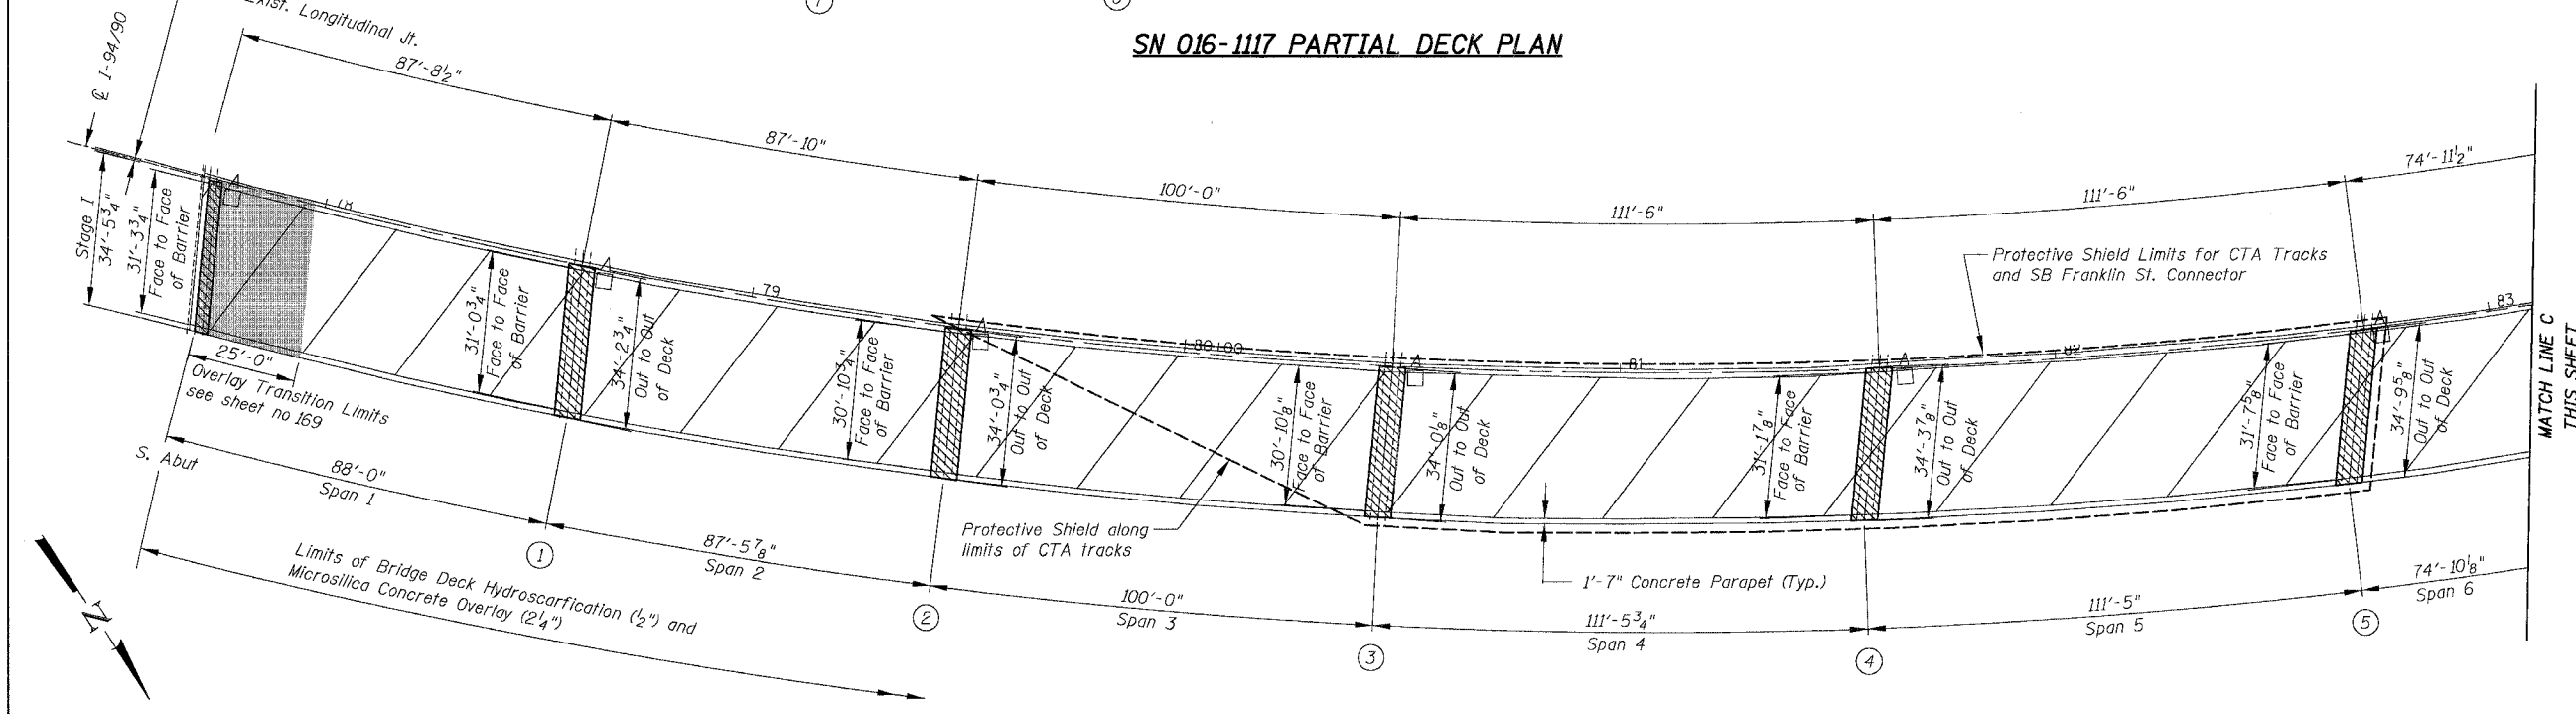 SN 016-1117 PARTIAL DECK PLAN
Exist. Longitudinal Jt.
℄ I-94/90
87'-8½"
87'-10"
100'-0"
111'-6"
111'-6"
74'-11½"
Stage I
34'-5¾"
31'-3¾"
Face to Face
of Barrier
78
79
80+00
81
82
83
31'-0¾"
Face to Face
of Barrier
34'-2¾"
Out to Out
of Deck
30'-10¾"
Face to Face
of Barrier
34'-0¾"
Out to Out
of Deck
30'-10⅛"
Face to Face
of Barrier
34'-0⅛"
Out to Out
of Deck
31'-1⅞"
Face to Face
of Barrier
34'-3⅞"
Out to Out
of Deck
31'-7⅝"
Face to Face
of Barrier
34'-9⅝"
Out to Out
of Deck
Protective Shield Limits for CTA Tracks
and SB Franklin St. Connector
MATCH LINE C
THIS SHEET
25'-0"
Overlay Transition Limits
see sheet no 169
S. Abut
88'-0"
Span 1
1
87'-5⅞"
Span 2
2
100'-0"
Span 3
3
111'-5¾"
Span 4
4
111'-5"
Span 5
5
74'-10⅛"
Span 6
Protective Shield along
limits of CTA tracks
1'-7" Concrete Parapet (Typ.)
Limits of Bridge Deck Hydroscarfication (½") and
Microsilica Concrete Overlay (2¼")
N